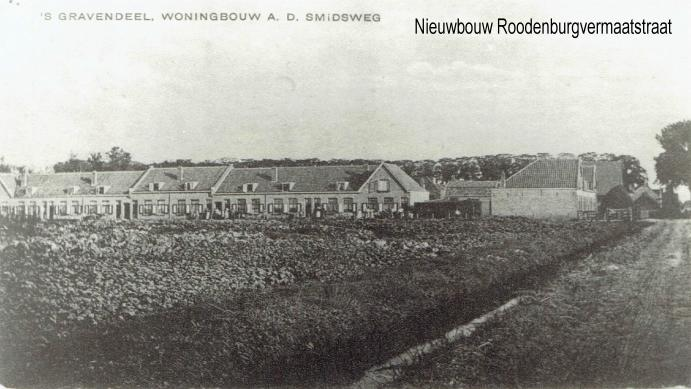 'S GRAVENDEEL, WONINGBOUW A. D. SMIDSWEG
Nieuwbouw Roodenburgvermaatstraat